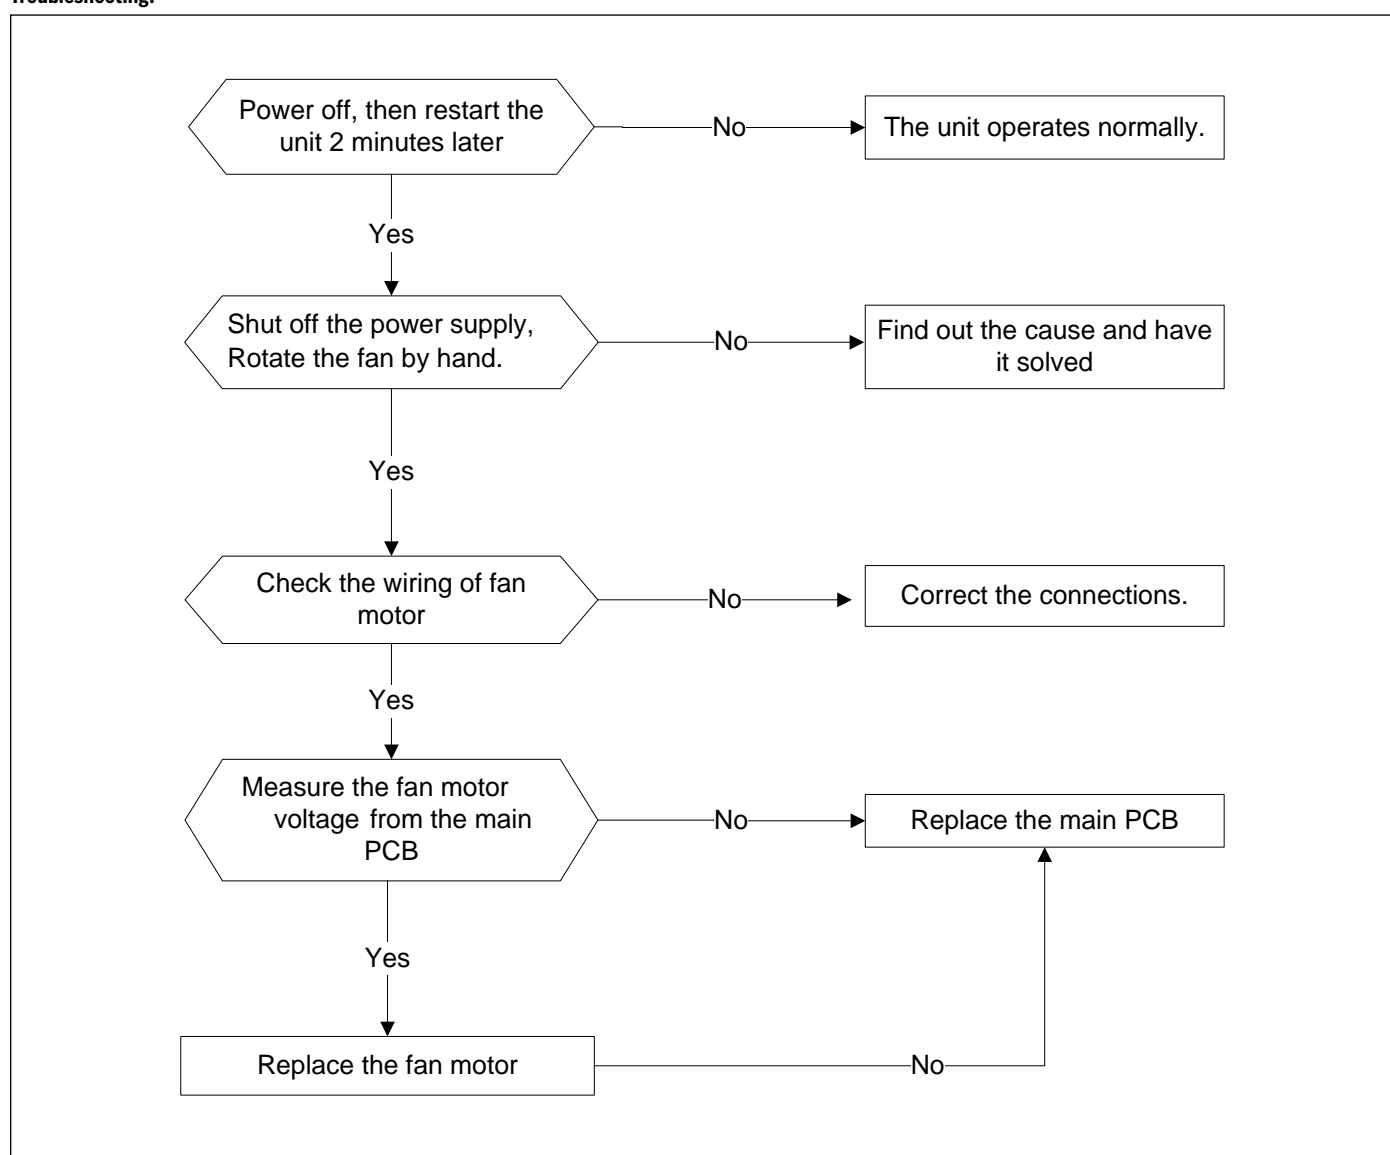 Troubleshooting:
Power off, then restart the
unit 2 minutes later
No
The unit operates normally.
Yes
Shut off the power supply,
Rotate the fan by hand.
No
Find out the cause and have
it solved
Yes
Check the wiring of fan
motor
No
Correct the connections.
Yes
Measure the fan motor
voltage from the main
PCB
No
Replace the main PCB
Yes
Replace the fan motor
No